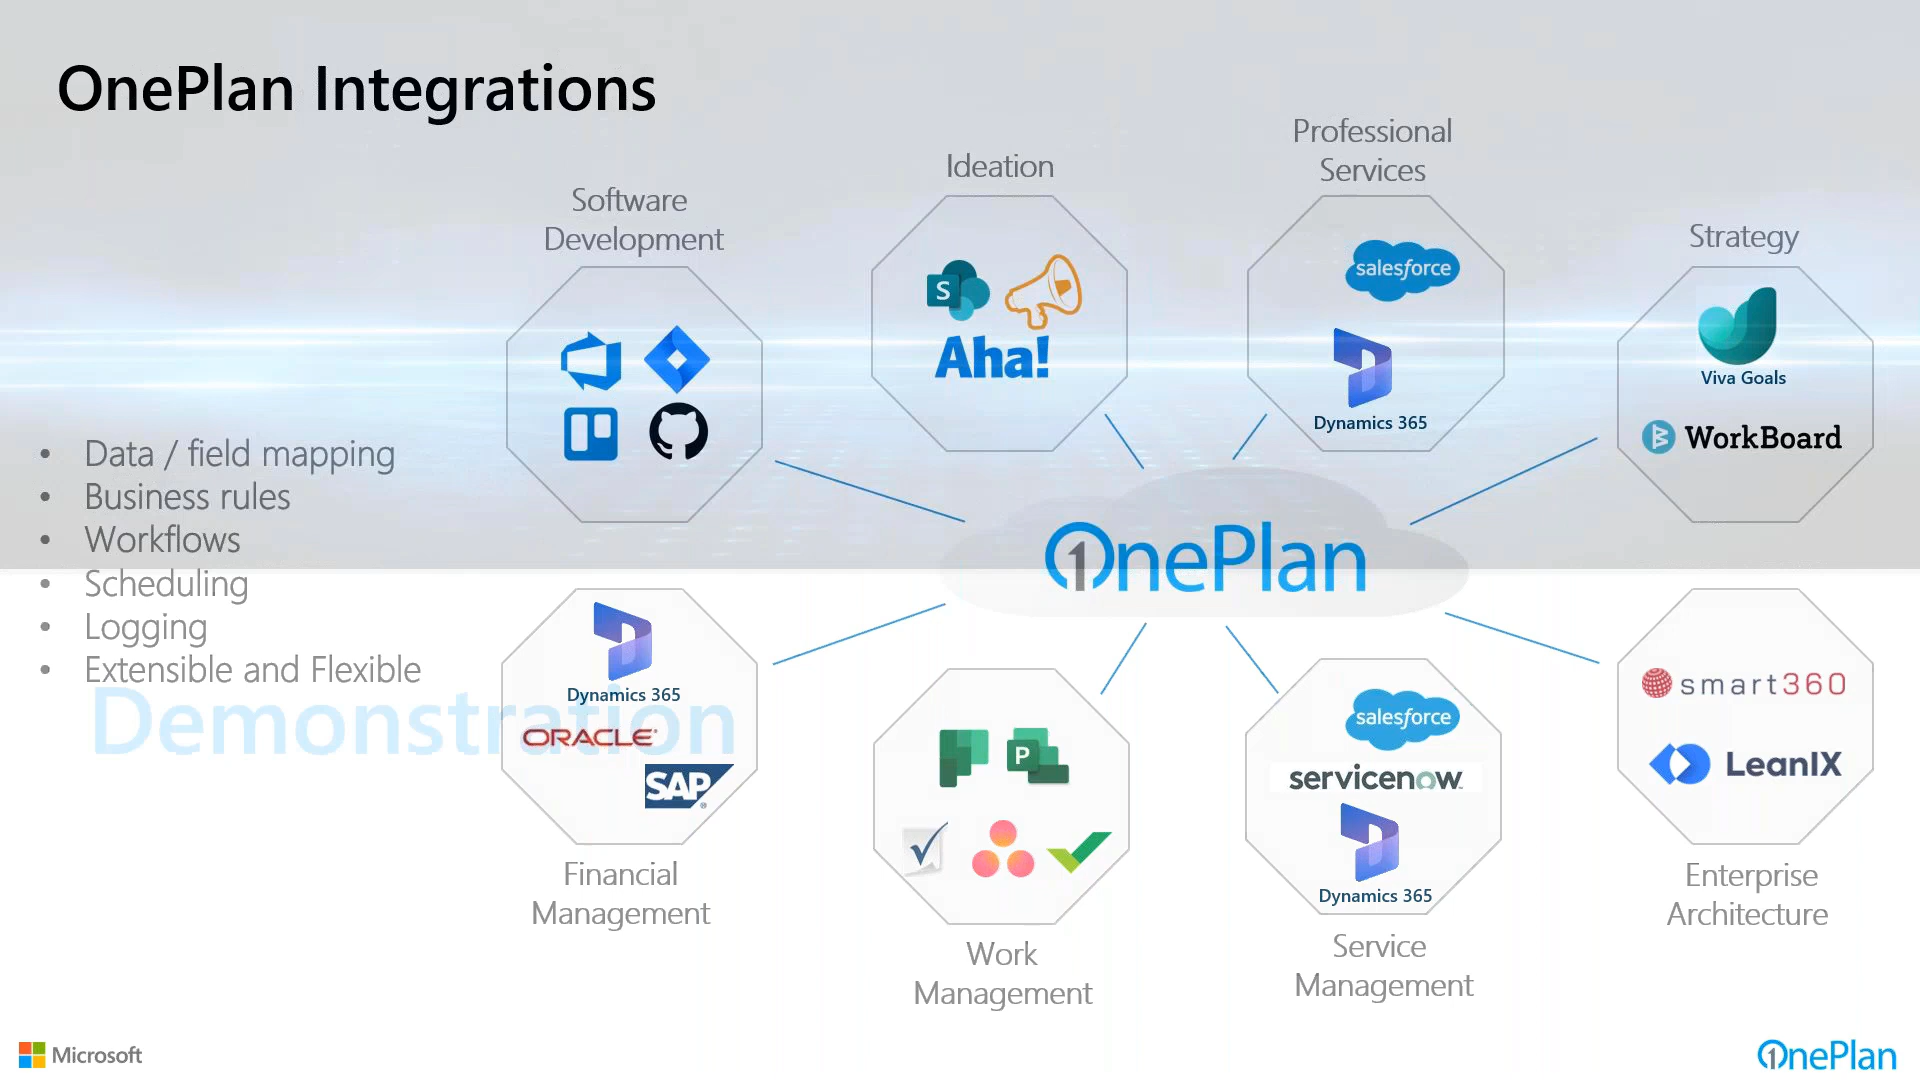 OnePlan Integrations
Software
Development
Ideation
S
Aha!
Professional
Services
salesforce
Dynamics 365
Strategy
Viva Goals
WorkBoard
• Data / field mapping
• Business rules
• Workflows
• Scheduling
• Logging
• Extensible and Flexible
Demonstration
OnePlan
Dynamics 365
ORACLE
SAP®
Financial
Management
P
Work
Management
salesforce
servicenow
Dynamics 365
Service
Management
smart360
LeanIX
Enterprise
Architecture
Microsoft
OnePlan